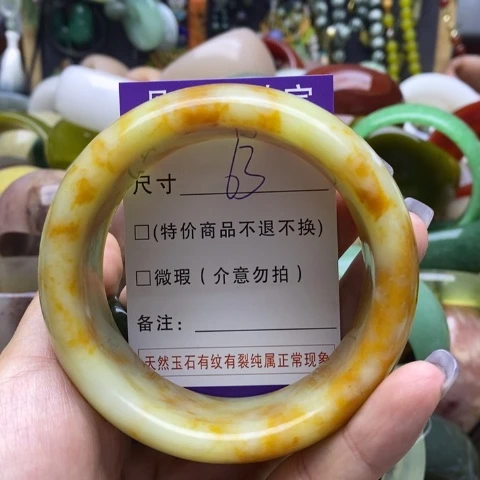 尺寸 63
□(特价商品不退不换)
□微瑕（介意勿拍）
备注：
天然玉石有纹有裂纯属正常现象